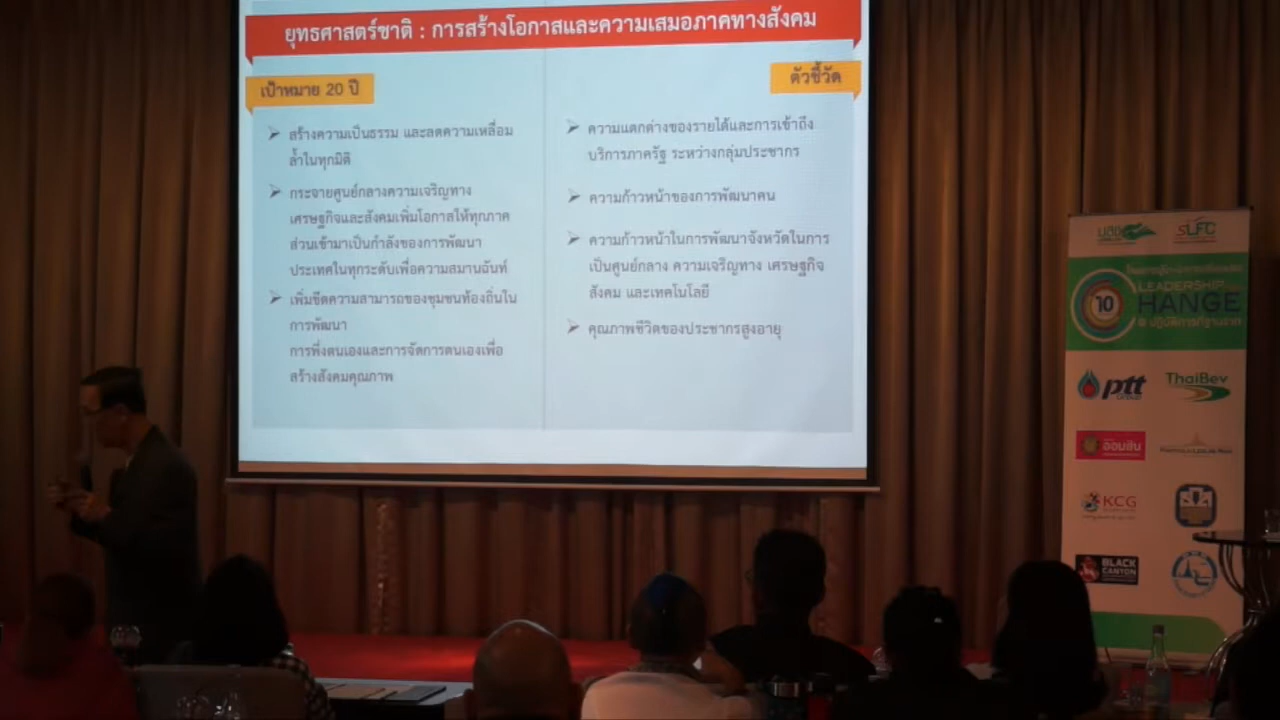 ยุทธศาสตร์ชาติ : การสร้างโอกาสและความเสมอภาคทางสังคม
เป้าหมาย 20 ปี
สร้างความเป็นธรรม และลดความเหลื่อม
ล้ำในทุกมิติ
กระจายศูนย์กลางความเจริญทาง
เศรษฐกิจและสังคมเพิ่มโอกาสให้ทุกภาค
ส่วนเข้ามาเป็นกำลังของการพัฒนา
ประเทศในทุกระดับเพื่อความสมานฉันท์
เพิ่มขีดความสามารถของชุมชนท้องถิ่นใน
การพัฒนา
การพึ่งตนเองและการจัดการตนเองเพื่อ
สร้างสังคมคุณภาพ
ตัวชี้วัด
ความแตกต่างของรายได้และการเข้าถึง
บริการภาครัฐ ระหว่างกลุ่มประชากร
ความก้าวหน้าของการพัฒนาคน
ความก้าวหน้าในการพัฒนาจังหวัดในการ
เป็นศูนย์กลาง ความเจริญทาง เศรษฐกิจ
สังคม และเทคโนโลยี
คุณภาพชีวิตของประชากรสูงอายุ
SLFC
10
LEADERSHIP
HANGE
ptt
ThaiBev
ออมสิน
KCG
BLACK
CANYON